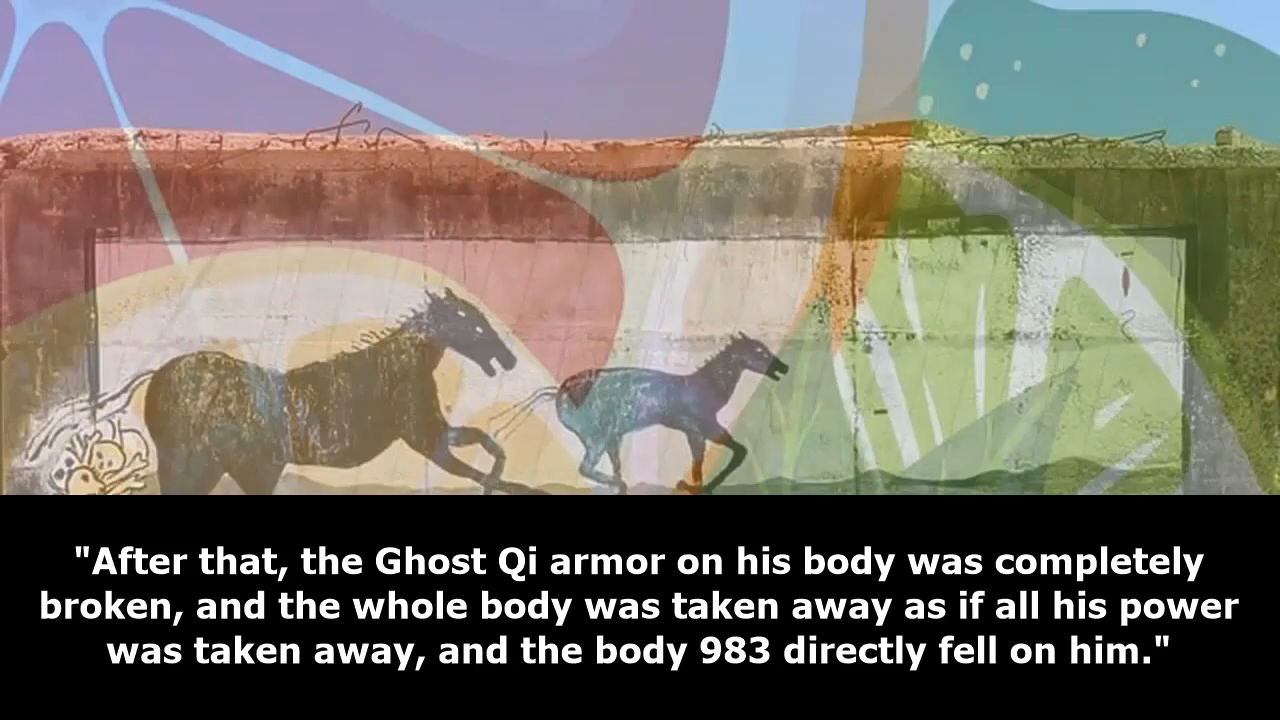 "After that, the Ghost Qi armor on his body was completely
broken, and the whole body was taken away as if all his power
was taken away, and the body 983 directly fell on him."